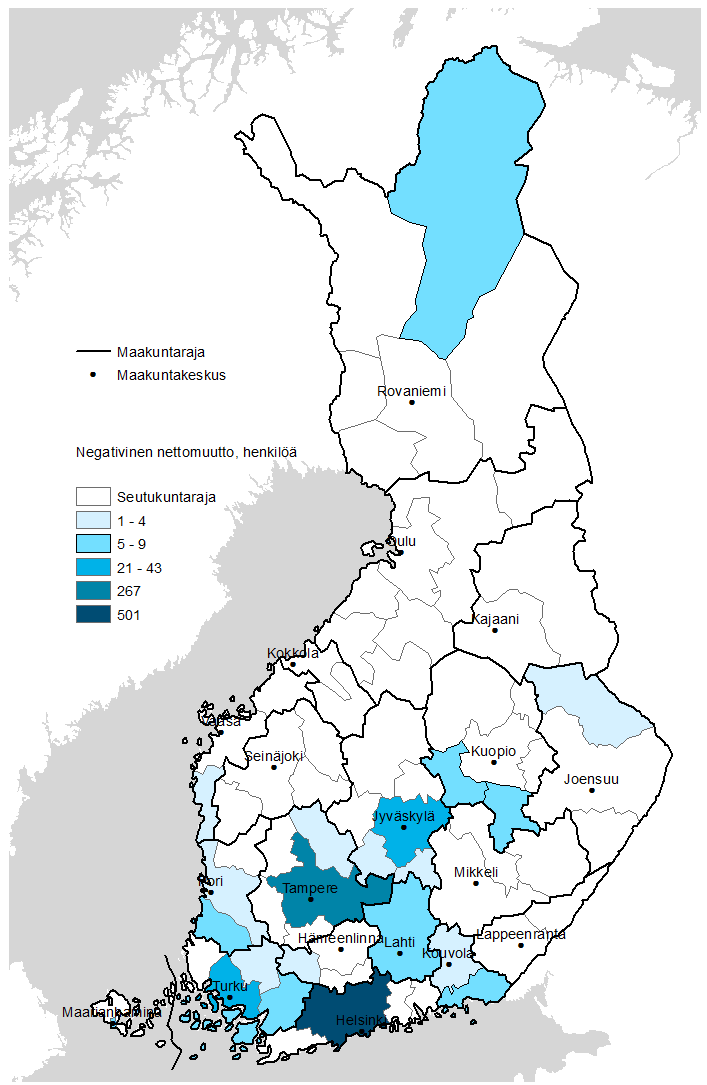 Rovaniemi
Maakuntaraja
Maakuntakeskus
Negativinen nettomuutto, henkilöä
Seutukuntaraja
1 - 4
5 - 9
21 - 43
267
501
Oulu
Kajaani
Kokkola
Vaasa
Seinäjoki
Kuopio
Joensuu
Jyväskylä
Mikkeli
Pori
Tampere
Hämeenlinna
Lahti
Lappeenranta
Kouvola
Turku
Maarianhamina
Helsinki